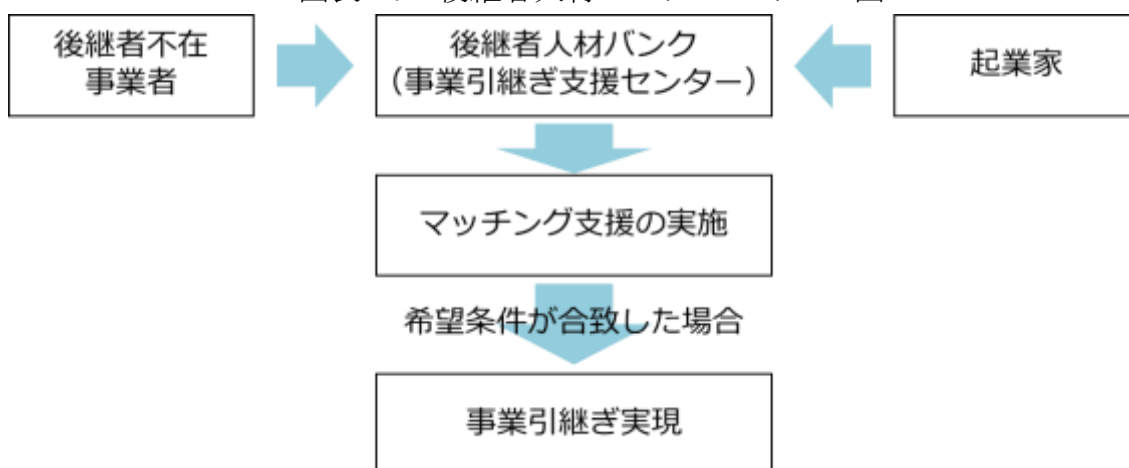 後継者不在
事業者
後継者人材バンク
（事業引継ぎ支援センター）
起業家
マッチング支援の実施
希望条件が合致した場合
事業引継ぎ実現